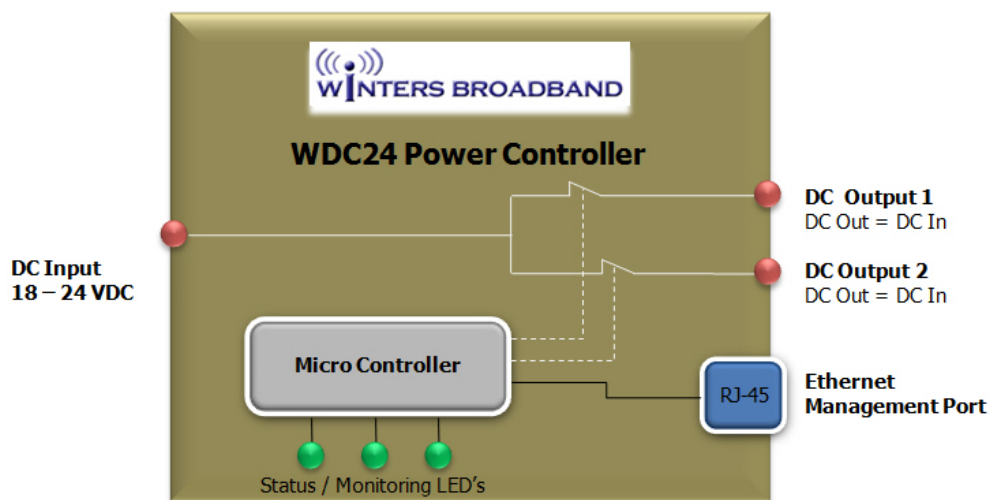 WINTERS BROADBAND
WDC24 Power Controller
DC Output 1
DC Out = DC In
DC Input
18 – 24 VDC
DC Output 2
DC Out = DC In
Micro Controller
RJ-45
Ethernet
Management Port
Status / Monitoring LED's